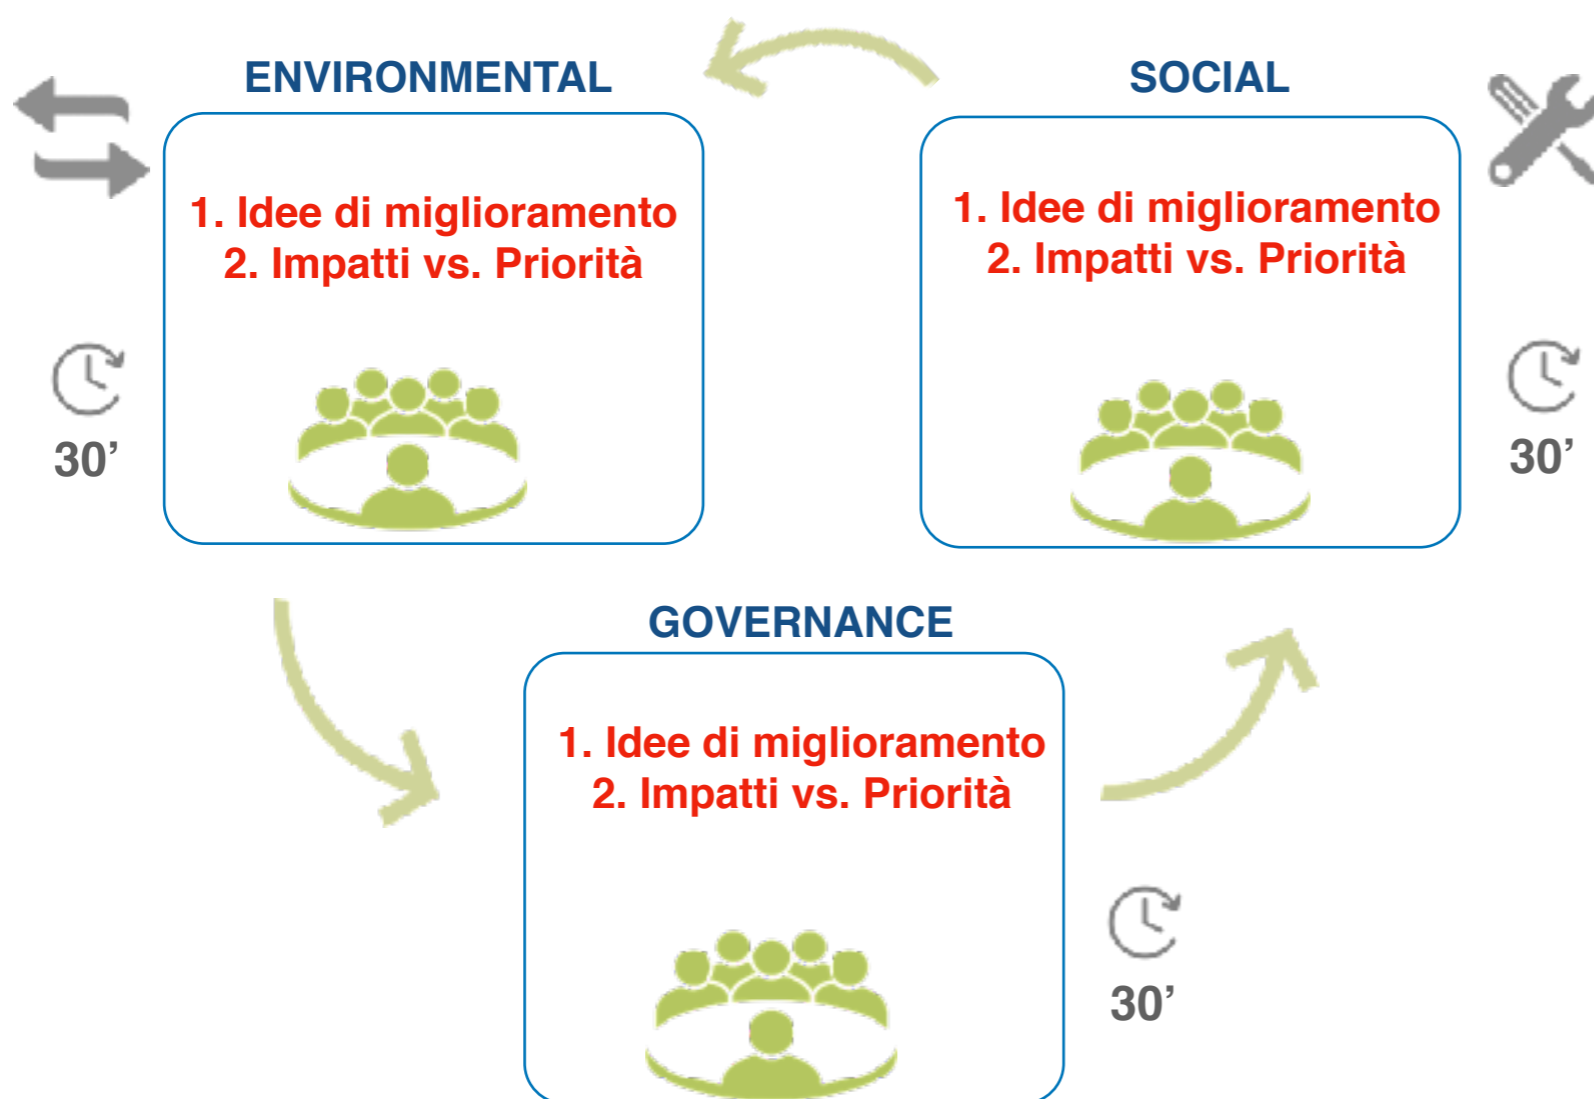 ENVIRONMENTAL
1. Idee di miglioramento
2. Impatti vs. Priorità
30’
SOCIAL
1. Idee di miglioramento
2. Impatti vs. Priorità
30’
GOVERNANCE
1. Idee di miglioramento
2. Impatti vs. Priorità
30’